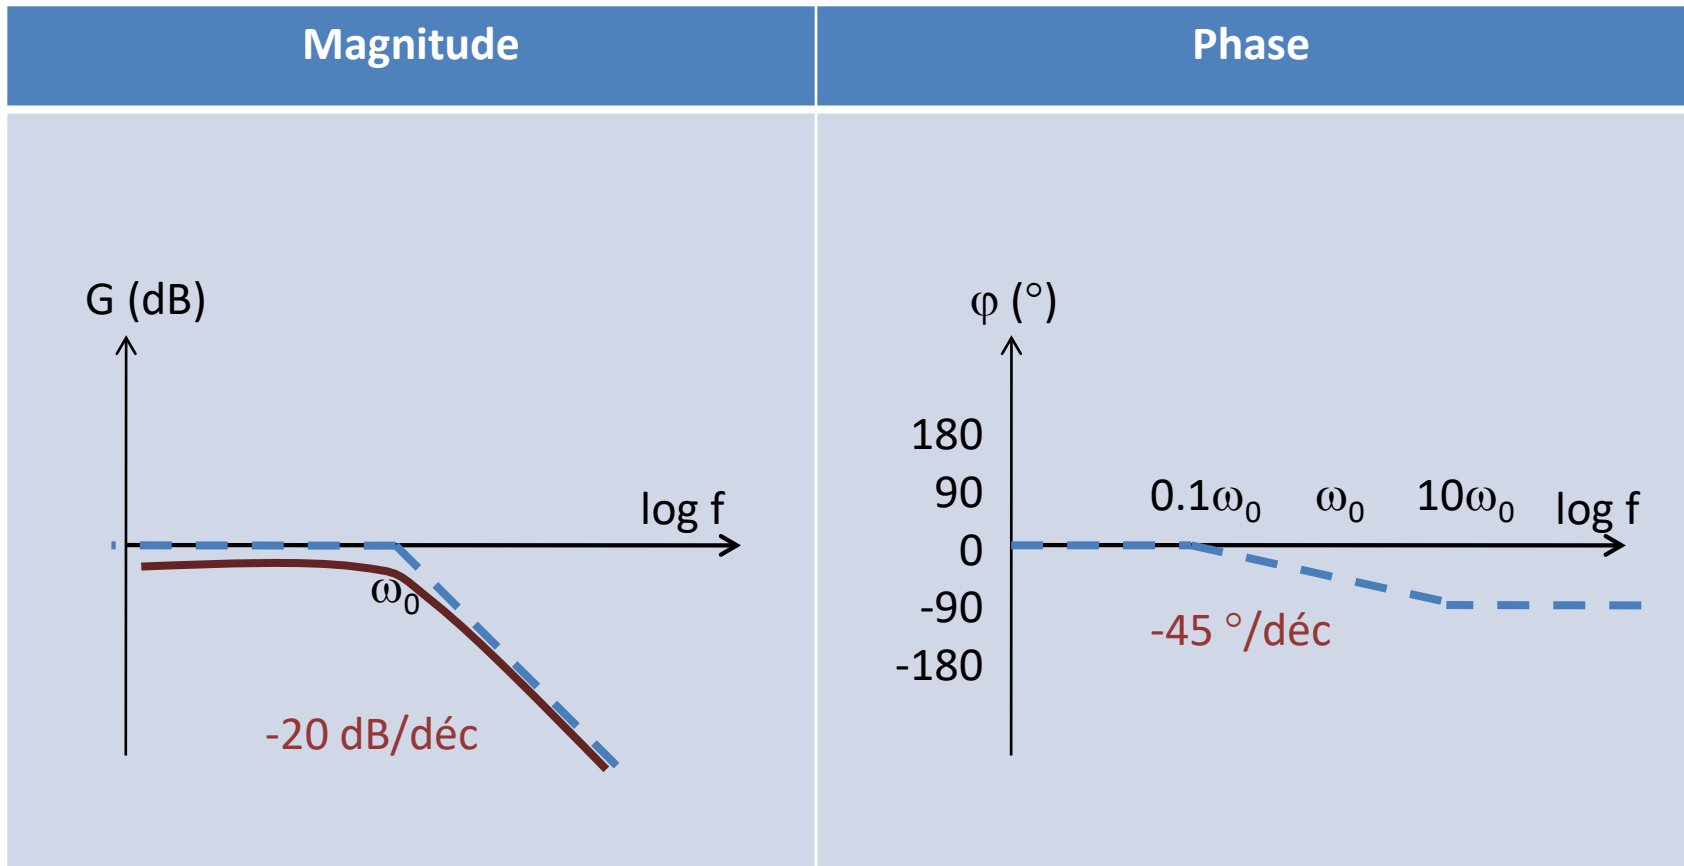 Magnitude
Phase
G (dB)
log f
ω₀
-20 dB/déc
φ (°)
180
90
0
-90
-180
0.1ω₀ ω₀ 10ω₀ log f
-45 °/déc